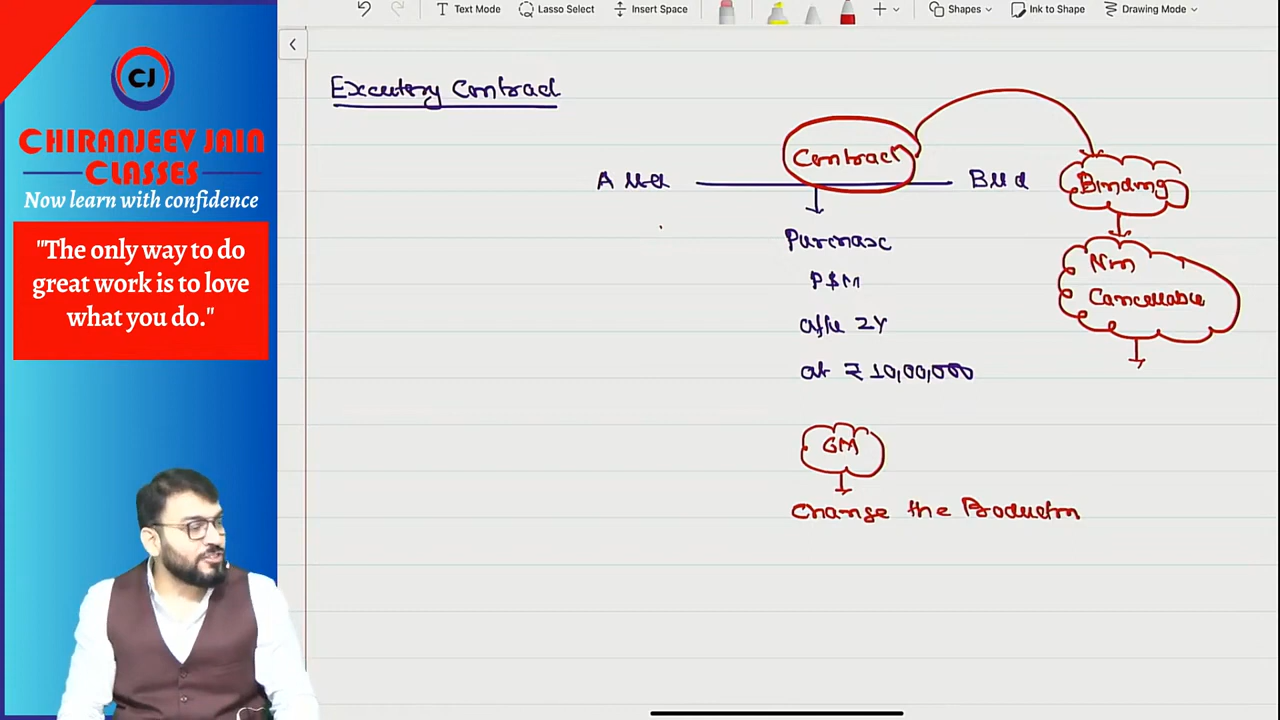 Text Mode Lasso Select Insert Space Shapes Ink to Shape Drawing Mode
CJ
CHIRANJEEV JAIN
CLASSES
Now learn with confidence
"The only way to do
great work is to love
what you do."
Executory Contract
Contract
A Ltd B Ltd
Binding
Purchase
Non
Cancellable
P&M
after 2Y
at ₹ 10,00,000
GM
Change the Production